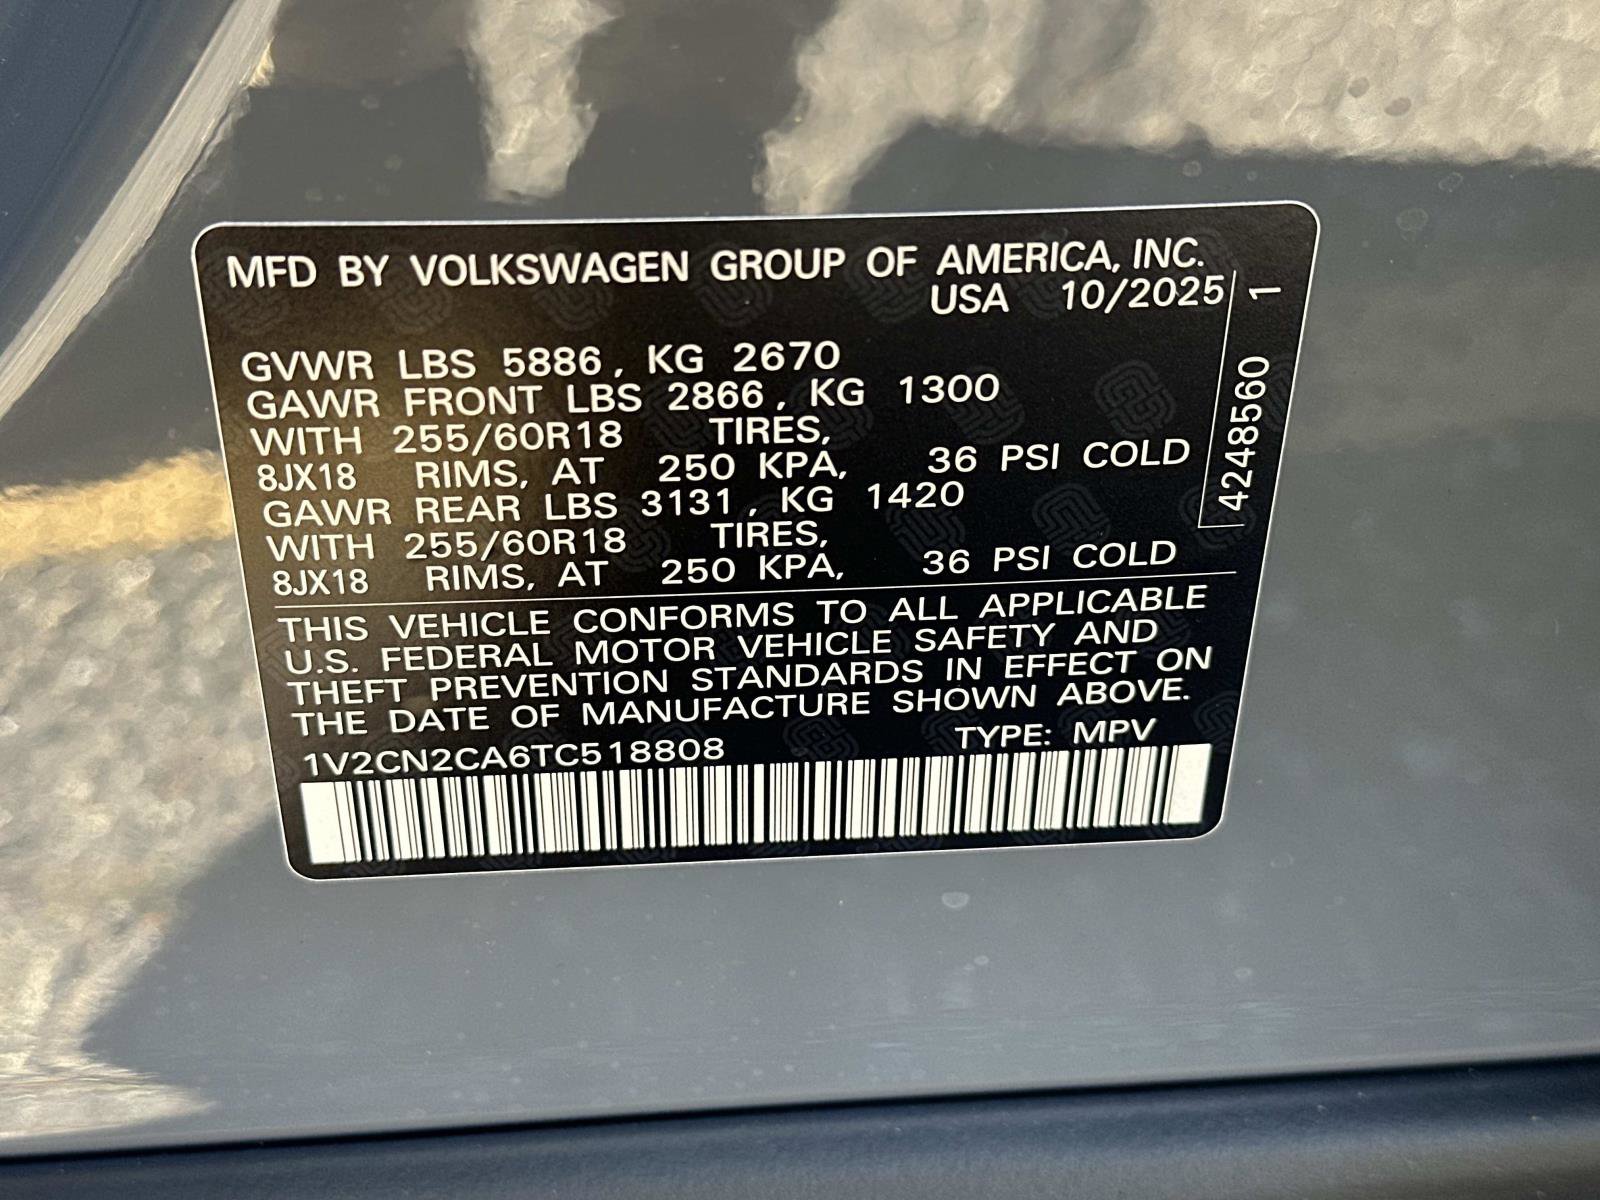 MFD BY VOLKSWAGEN GROUP OF AMERICA, INC.
USA 10/2025
GVWR LBS 5886, KG 2670
GAWR FRONT LBS 2866, KG 1300
WITH 255/60R18 TIRES,
8JX18 RIMS, AT 250 KPA, 36 PSI COLD
GAWR REAR LBS 3131, KG 1420
WITH 255/60R18 TIRES,
8JX18 RIMS, AT 250 KPA, 36 PSI COLD
THIS VEHICLE CONFORMS TO ALL APPLICABLE
U.S. FEDERAL MOTOR VEHICLE SAFETY AND
THEFT PREVENTION STANDARDS IN EFFECT ON
THE DATE OF MANUFACTURE SHOWN ABOVE.
1V2CN2CA6TC518808 TYPE: MPV
4248560 1